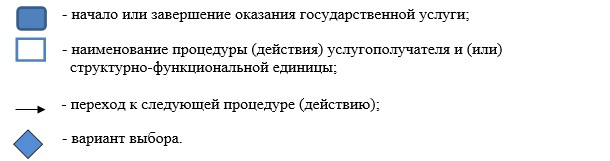 - начало или завершение оказания государственной услуги;
- наименование процедуры (действия) услугополучателя и (или)
структурно-функциональной единицы;
- переход к следующей процедуре (действию);
- вариант выбора.